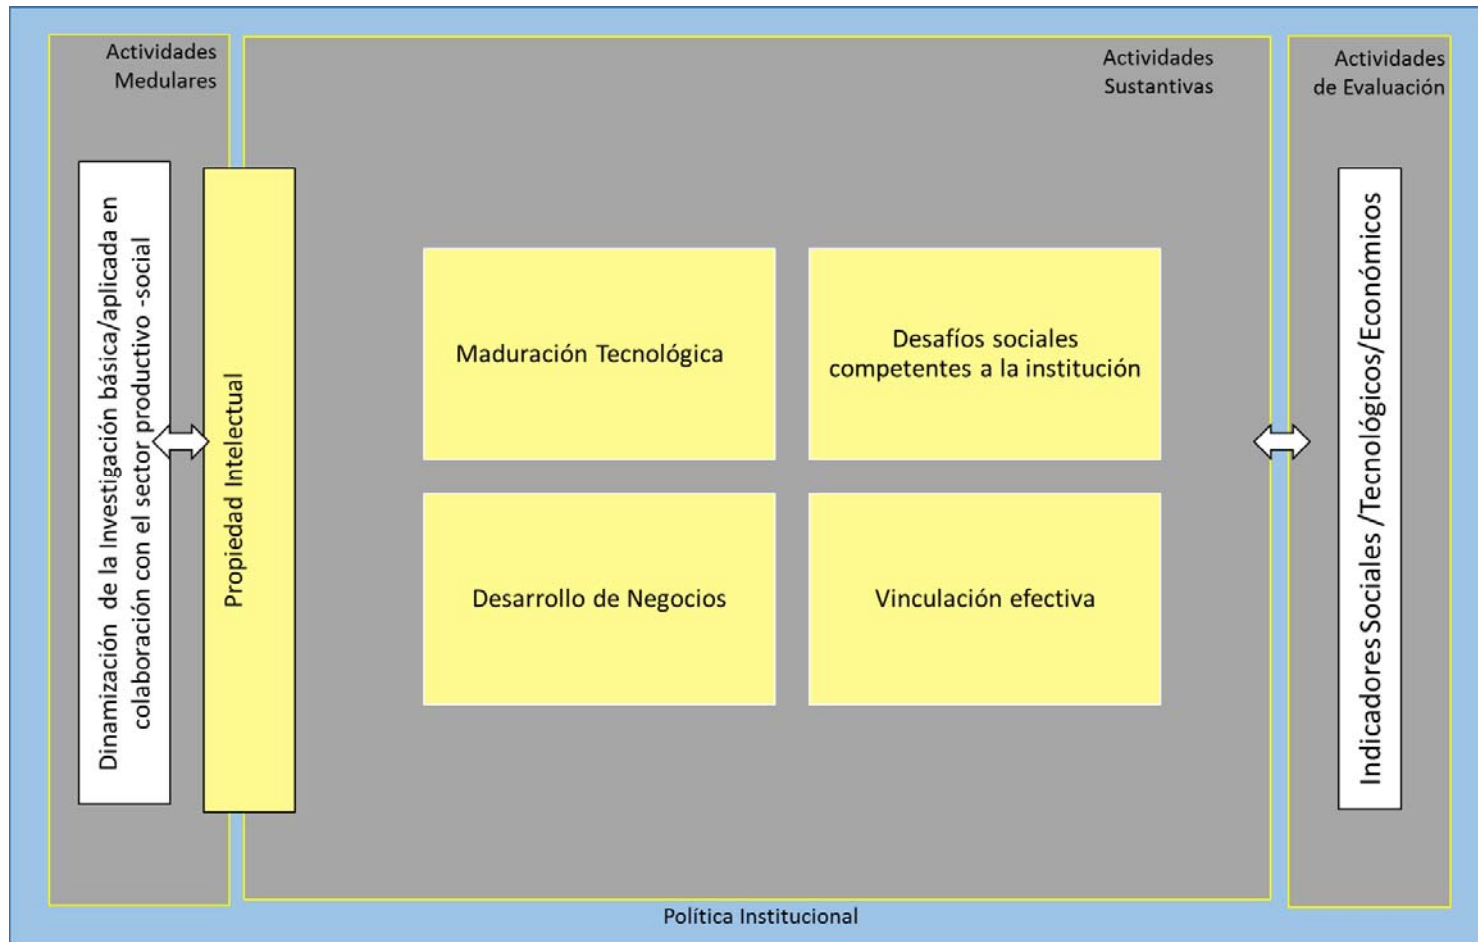 Actividades
Medulares
Actividades
Sustantivas
Actividades
de Evaluación
Dinamización de la Investigación básica/aplicada en
colaboración con el sector productivo -social
Propiedad Intelectual
Maduración Tecnológica
Desafíos sociales
competentes a la institución
Desarrollo de Negocios
Vinculación efectiva
Indicadores Sociales /Tecnológicos/Económicos
Política Institucional